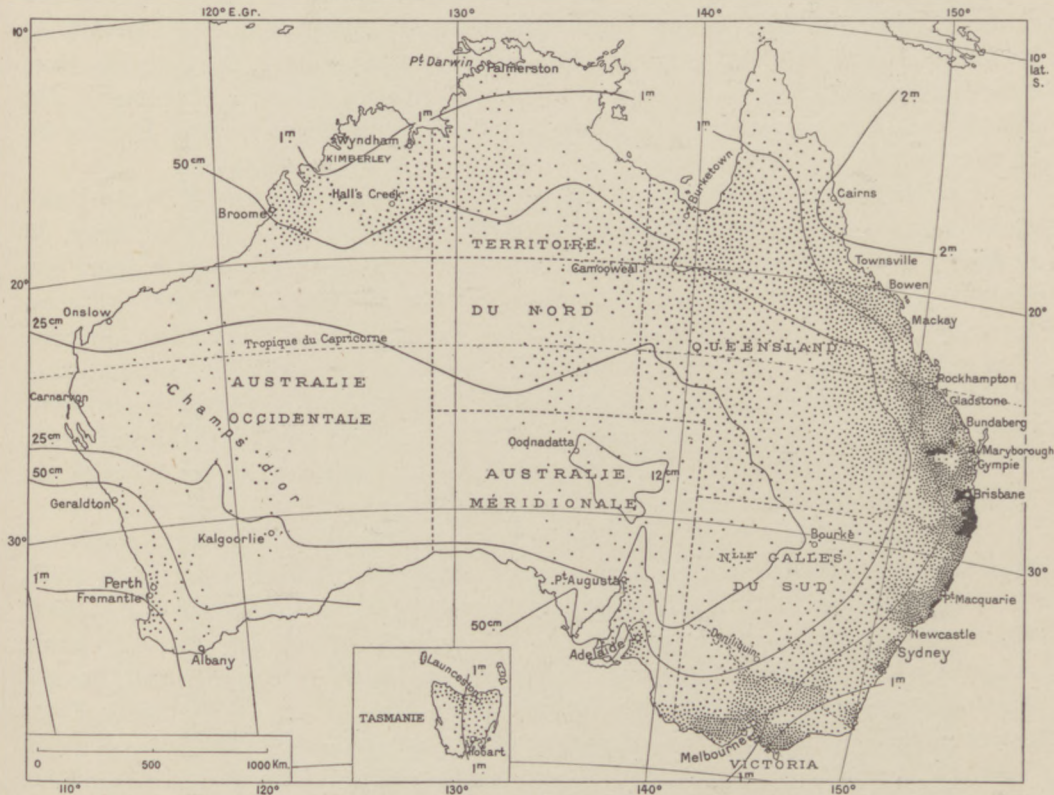 120° E.Gr.
130°
140°
150°
10°
10°
lat.
S.
Pt Darwin
Palmerston
1m
1m
2m
1m
1m
Wyndham
KIMBERLEY
50cm
Hall's Creek
Burketown
Cairns
Broome
TERRITOIRE
2m
Camooweal
Townsville
20°
Bowen
Onslow
DU NORD
Mackay
20°
25cm
Tropique du Capricorne
QUEENSLAND
AUSTRALIE
Rockhampton
Carnarvon
Champs d'or
OCCIDENTALE
Gladstone
Bundaberg
25cm
Oodnadatta
Maryborough
Gympie
50cm
AUSTRALIE
12cm
Geraldton
MÉRIDIONALE
Brisbane
Kalgoorlie
Bourke
30°
Nlle GALLES
30°
1m
Perth
Pt Augusta
DU SUD
Fremantle
Pt Macquarie
50cm
Newcastle
Albany
Adelaide
Deniliquin
Sydney
Launceston
1m
1m
TASMANIE
Hobart
1m
Melbourne
VICTORIA
1m
0 500 1000 Km.
110°
120°
130°
140°
150°